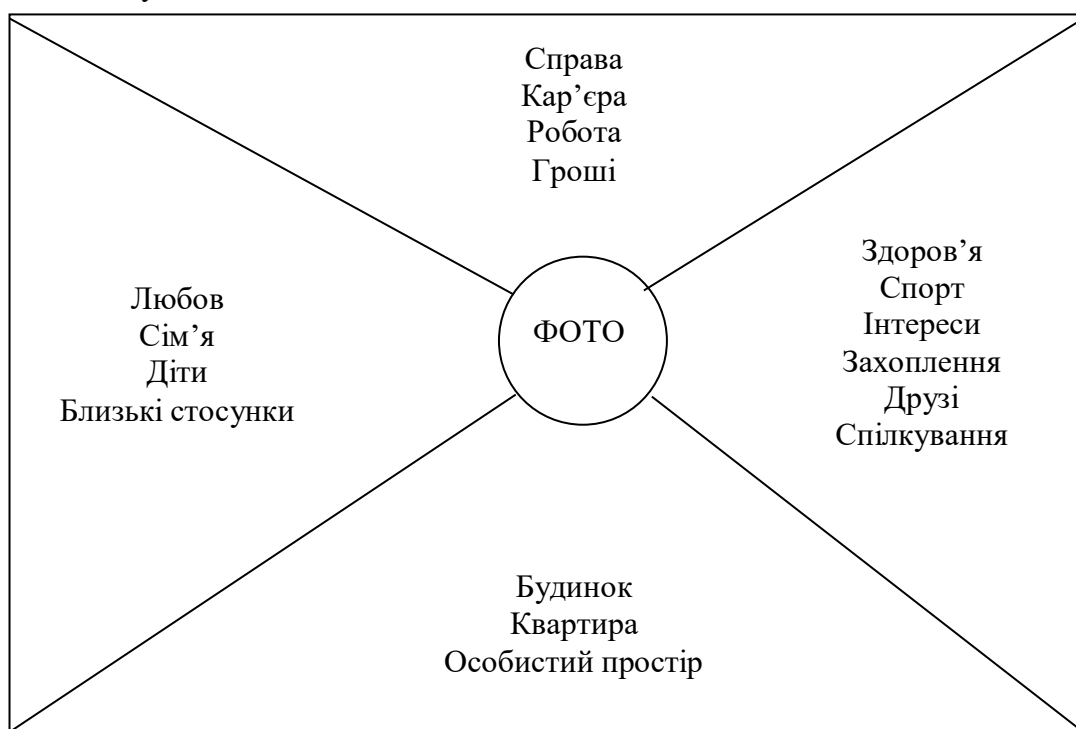 Справа
Кар’єра
Робота
Гроші
Любов
Сім’я
Діти
Близькі стосунки
ФОТО
Здоров’я
Спорт
Інтереси
Захоплення
Друзі
Спілкування
Будинок
Квартира
Особистий простір